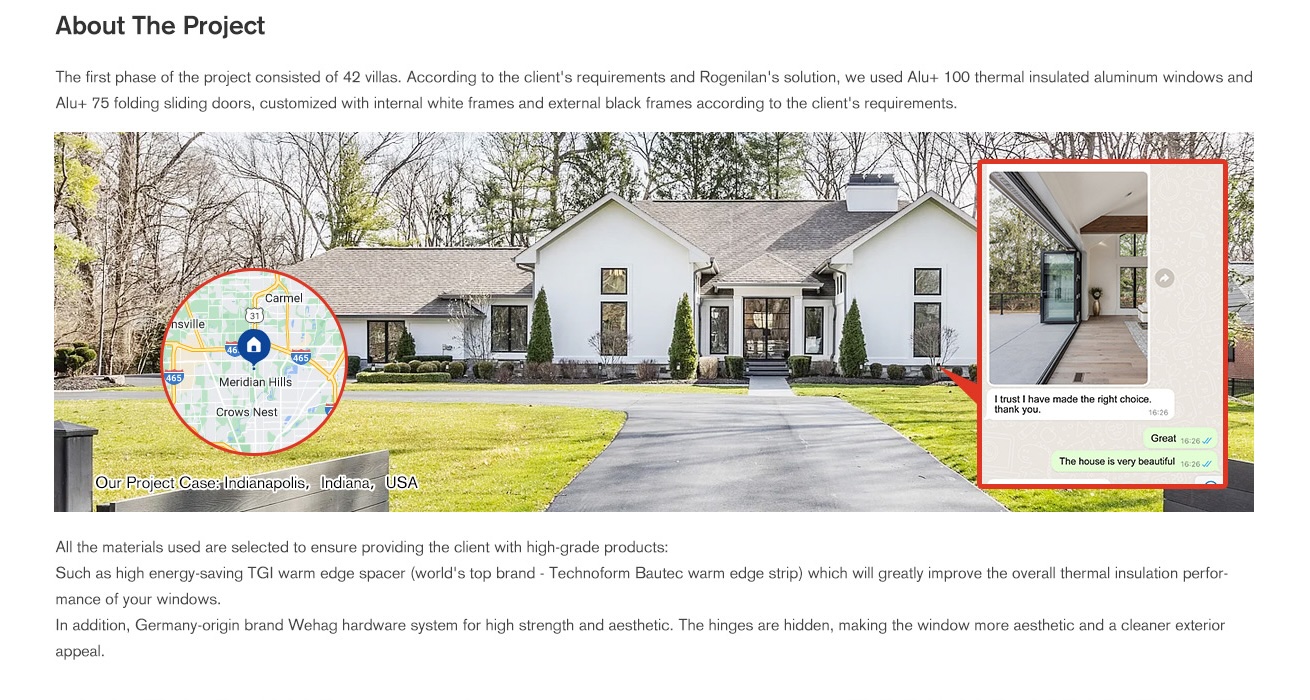 About The Project
The first phase of the project consisted of 42 villas. According to the client's requirements and Rogenilan's solution, we used Alu+ 100 thermal insulated aluminum windows and
Alu+ 75 folding sliding doors, customized with internal white frames and external black frames according to the client's requirements.
Carmel
31
nsville
465
465
Meridian Hills
Crows Nest
Our Project Case: Indianapolis, Indiana, USA
I trust I have made the right choice.
thank you.
16:26
Great 16:26
The house is very beautiful 16:26
All the materials used are selected to ensure providing the client with high-grade products:
Such as high energy-saving TGI warm edge spacer (world's top brand - Technoform Bautec warm edge strip) which will greatly improve the overall thermal insulation perfor-
mance of your windows.
In addition, Germany-origin brand Wehag hardware system for high strength and aesthetic. The hinges are hidden, making the window more aesthetic and a cleaner exterior
appeal.